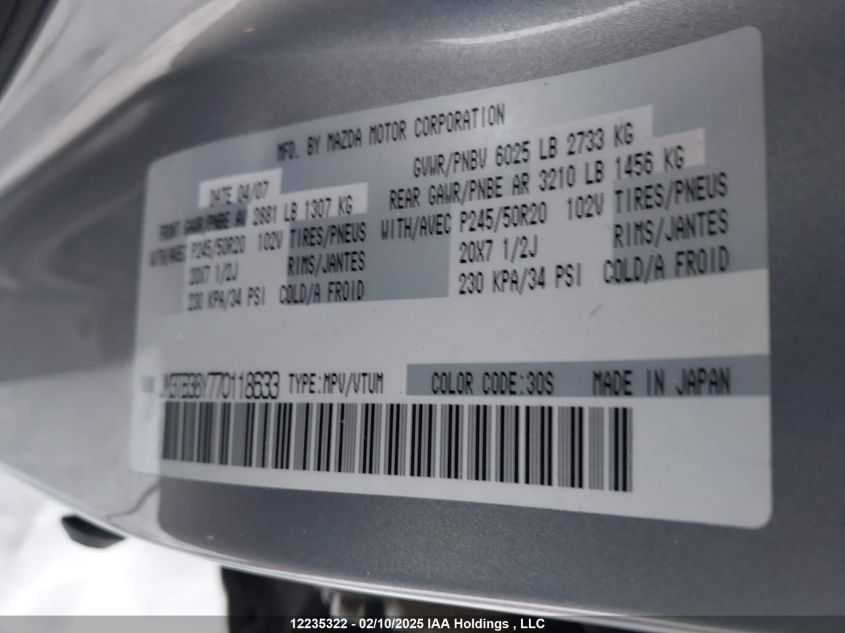 MFD. BY MAZDA MOTOR CORPORATION
DATE 04/07 GVWR/PNBV 6025 LB 2733 KG
FRONT GAWR/PNBE AV 2881 LB 1307 KG REAR GAWR/PNBE AR 3210 LB 1456 KG
WITH/AVEC P245/50R20 102V TIRES/PNEUS WITH/AVEC P245/50R20 102V TIRES/PNEUS
20X7 1/2J RIMS/JANTES 20X7 1/2J RIMS/JANTES
230 KPA/34 PSI COLD/A FROID 230 KPA/34 PSI COLD/A FROID
JM3TB38Y770118633 TYPE:MPV/VTUM COLOR CODE:30S MADE IN JAPAN
12235322 - 02/10/2025 IAA Holdings , LLC